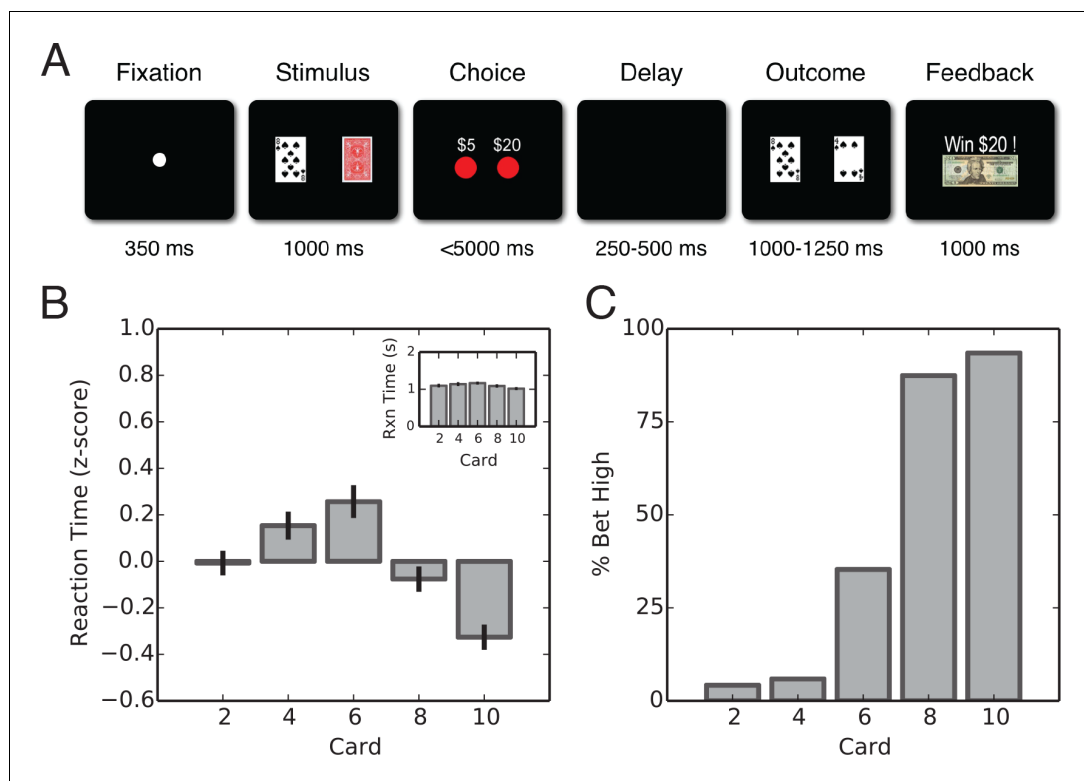 A
Fixation Stimulus Choice Delay Outcome Feedback
$5 $20
Win $20 !
350 ms 1000 ms <5000 ms 250-500 ms 1000-1250 ms 1000 ms
B
1.0
0.8
0.6
0.4
0.2
0.0
−0.2
−0.4
−0.6
Reaction Time (z-score)
2 4 6 8 10
Card
2
1
0
Rxn Time (s)
2 4 6 8 10
Card
C
100
75
50
25
0
% Bet High
2 4 6 8 10
Card